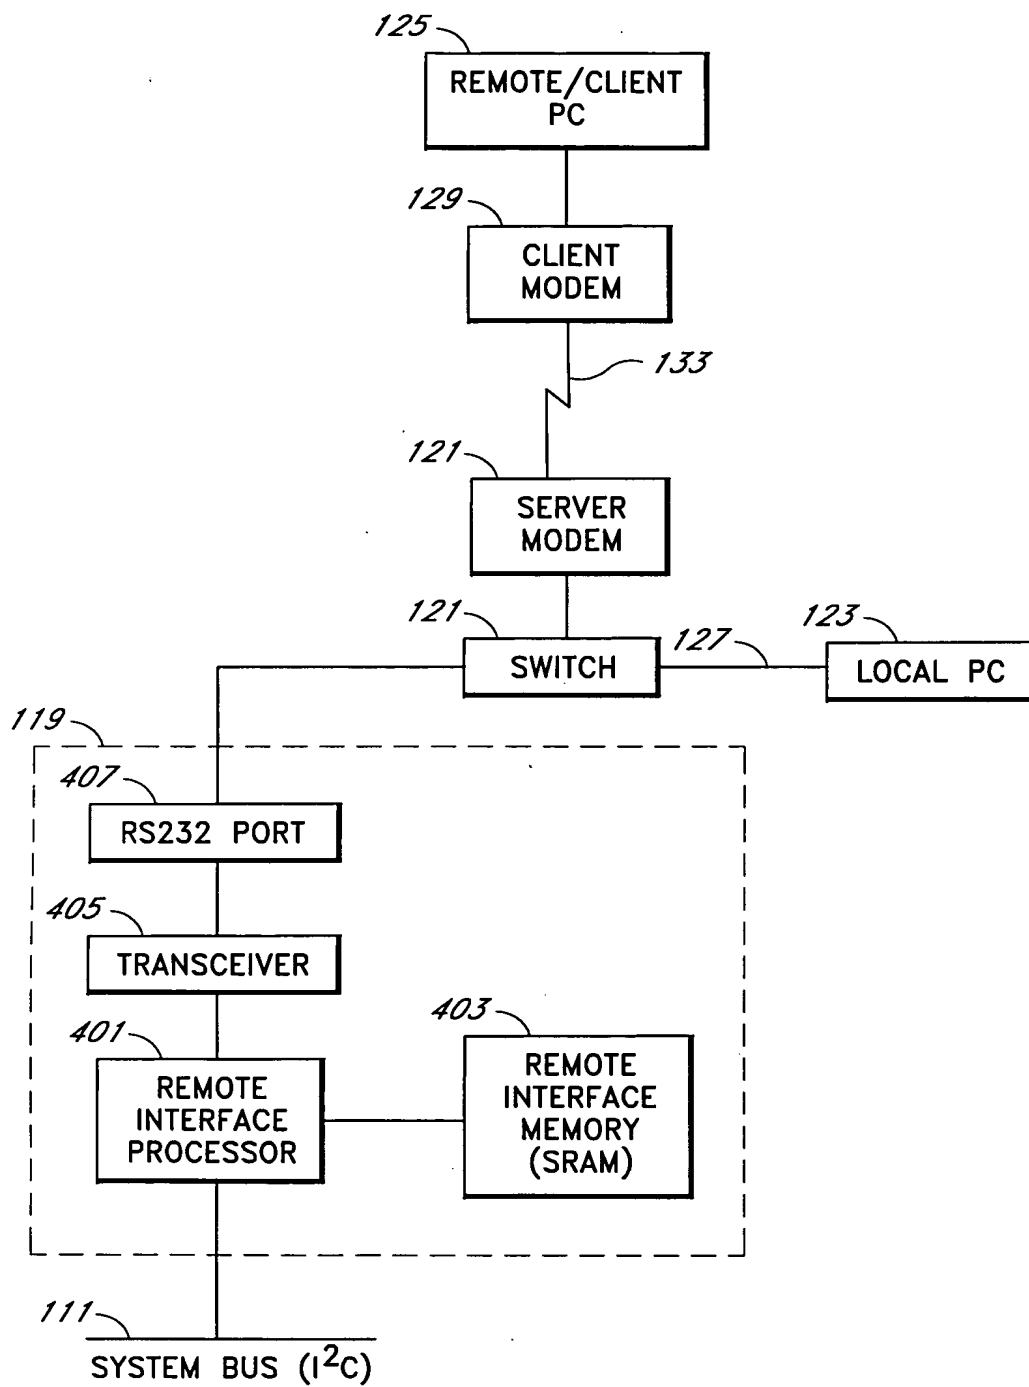 125
REMOTE/CLIENT
PC
129
CLIENT
MODEM
133
121
SERVER
MODEM
121
SWITCH
127
123
LOCAL PC
119
407
RS232 PORT
405
TRANSCEIVER
401
REMOTE
INTERFACE
PROCESSOR
403
REMOTE
INTERFACE
MEMORY
(SRAM)
111
SYSTEM BUS (I²C)